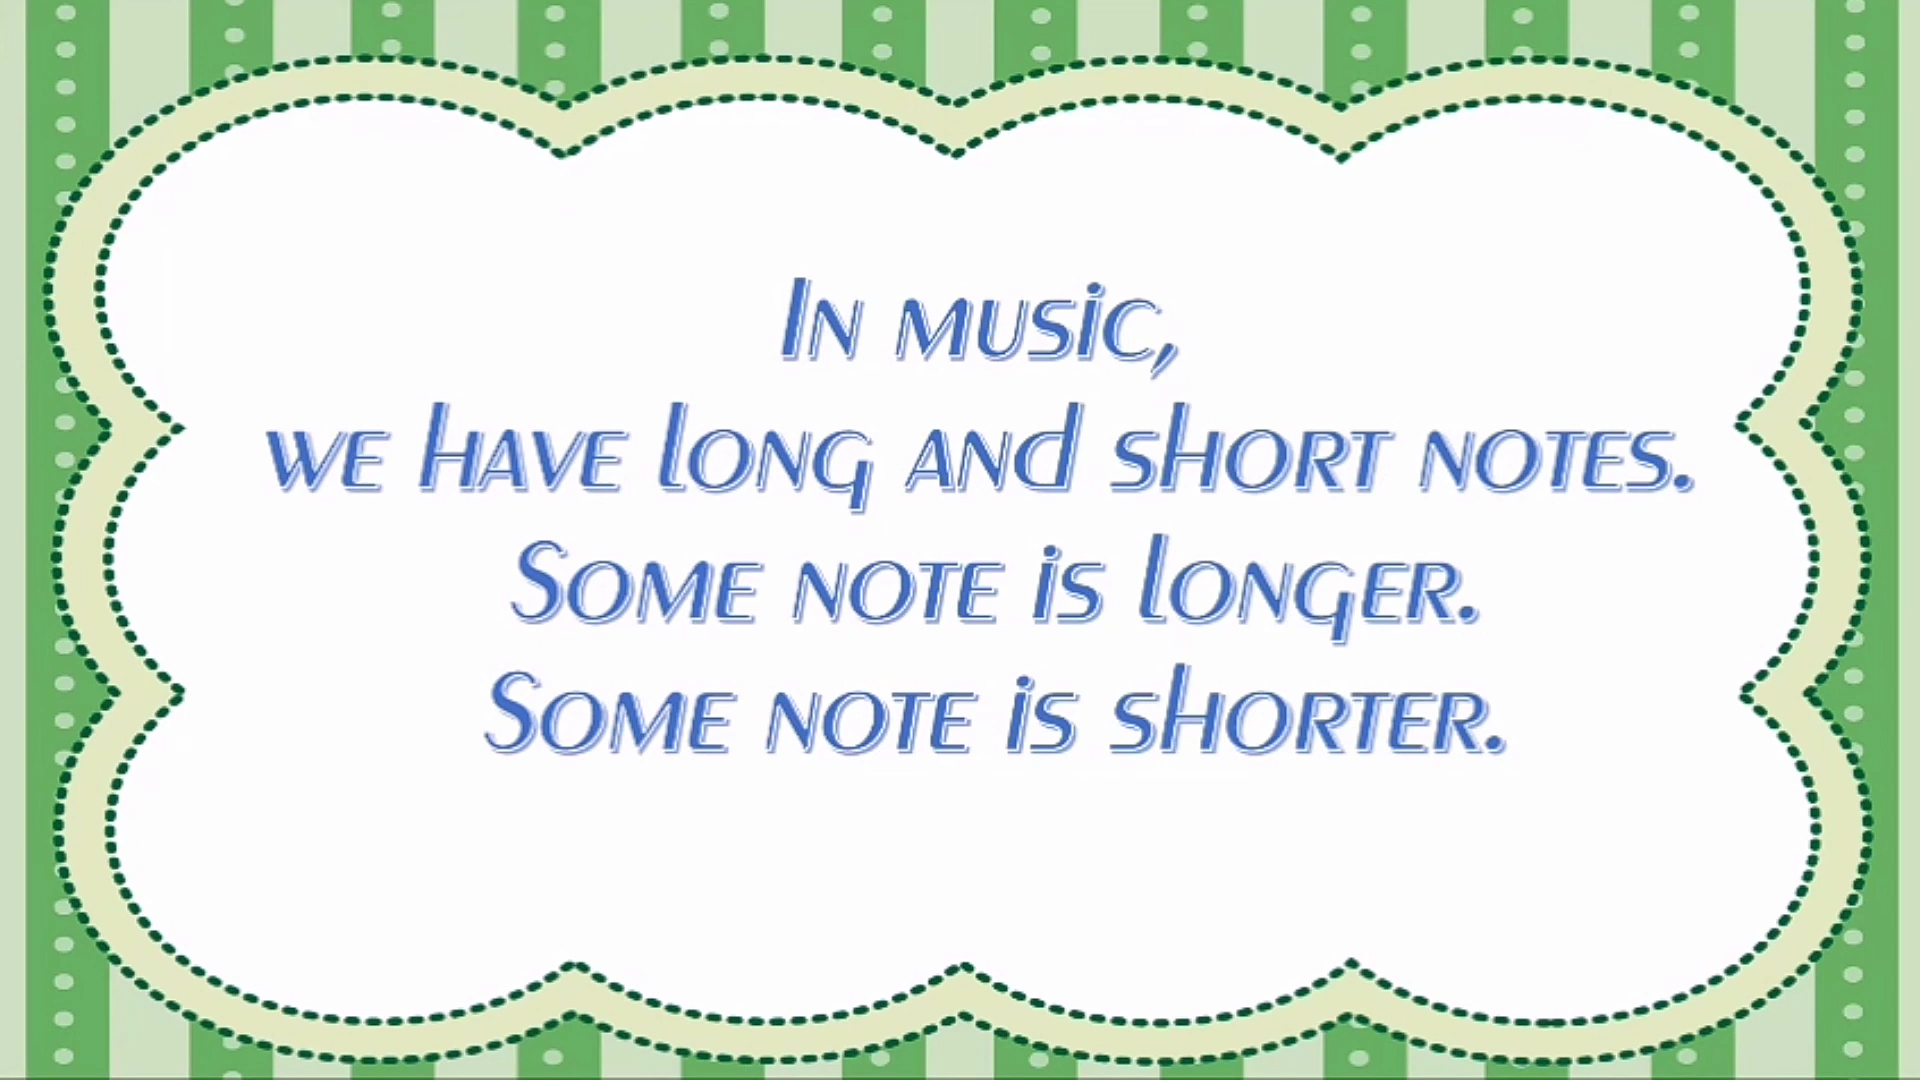 In music,
we have long and short notes.
Some note is longer.
Some note is shorter.